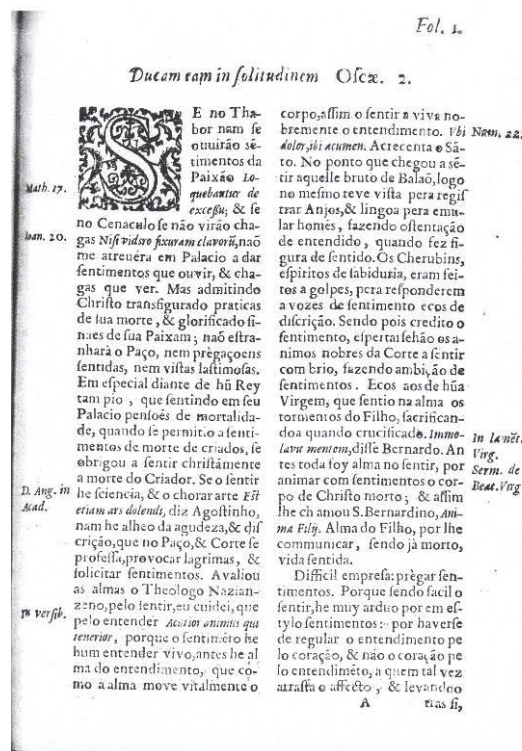 Fol. 1.
Ducam eam in solitudinem Oscæ. 2.
SE no Tha-
bor nam se
ouuirão sē-
timentos da
Paixão Lo-
quebantur de
excessu; & se
no Cenaculo se não virão cha-
gas Nisi videro fixuram clavorū, naõ
me atreuéra em Palacio a dar
sentimentos que ouvir, & cha-
gas que ver. Mas admitindo
Christo transfigurado praticas
de sua morte, & glorificado si-
naes de sua Paixam; naõ estra-
nhará o Paço, nem prègaçoens
sentidas, nem vistas lastimosas.
Em especial diante de hū Rey
tam pio, que sentindo em seu
Palacio pensoẽs de mortalida-
de, quando se permitio a senti-
mentos de morte de criados, se
obrigou a sentir christãmente
a morte do Criador. Se o sentir
he sciencia, & o chorar arte Est
etiam ars dolendi, diz Agostinho,
nam he alheo da agudeza, & dis
crição, que no Paço, & Corte se
professa, provocar lagrimas, &
solicitar sentimentos. Avaliou
as almas o Theologo Nazian-
zeno, pelo sentir, eu cuidei, que
pelo entender Acutior animus qui
tenerior, porque o sentimēto he
hum entender vivo, antes he al
ma do entendimento, que co-
mo a alma move vitalmente o
Math. 17.
Ioan. 20.
D. Aug. in
Acad.
in versib.
corpo, assim o sentir a viva no-
bremente o entendimento. Vbi
dolor, ibi acumen. Acrecenta o Sã-
to. No ponto que chegou a sē-
tir aquelle bruto de Balaõ, logo
no mesmo teve vista pera regis
trar Anjos, & lingoa pera emu-
lar homẽs, fazendo ostentação
de entendido, quando fez fi-
gura de sentido. Os Cherubins,
espiritos de sabiduria, eram fei-
tos a golpes, pera responderem
a vozes de sentimento ecos de
discrição. Sendo pois credito o
sentimento, espertarsehão os a-
nimos nobres da Corte a sentir
com brio, fazendo ambição de
sentimentos. Ecos aos de hūa
Virgem, que sentio na alma os
tormentos do Filho, sacrifican-
doa quando crucificado. Immo-
lavit mentem, disse Bernardo. An
tes toda foy alma no sentir, por
animar com sentimentos o cor-
po de Christo morto; & assim
lhe chamou S. Bernardino, Ani-
ma Filij. Alma do Filho, por lhe
communicar, sendo já morto,
vida sentida.
Difficil empresa: prègar sen-
timentos. Porque sendo facil o
sentir, he muy arduo por em es-
tylo sentimentos: por haverse
de regular o entendimento pe
lo coração, & não o coração pe
lo entendimēto, a quem tal vez
arrasta o affecto, & levandoo
A tras si,
Num. 22.
Virg.
Serm. de
Beat. Virg